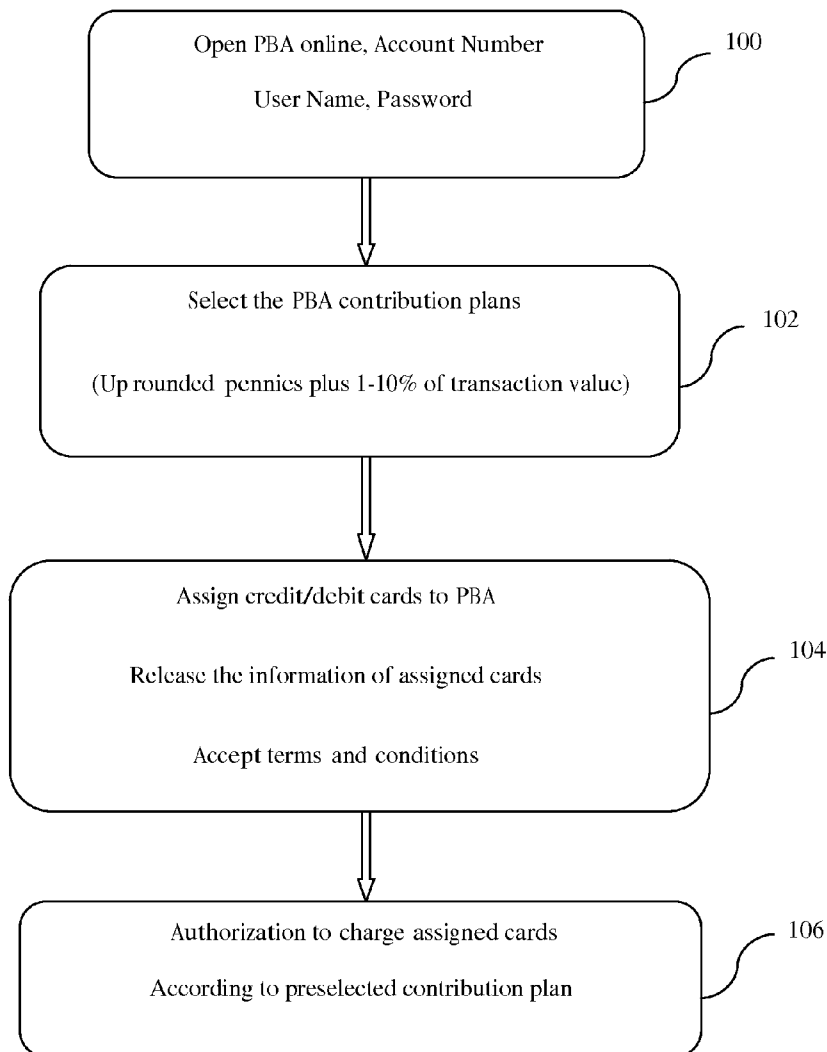 Open PBA online, Account Number
100
User Name, Password
Select the PBA contribution plans
102
(Up rounded pennies plus 1-10% of transaction value)
Assign credit/debit cards to PBA
104
Release the information of assigned cards
Accept terms and conditions
Authorization to charge assigned cards
106
According to preselected contribution plan